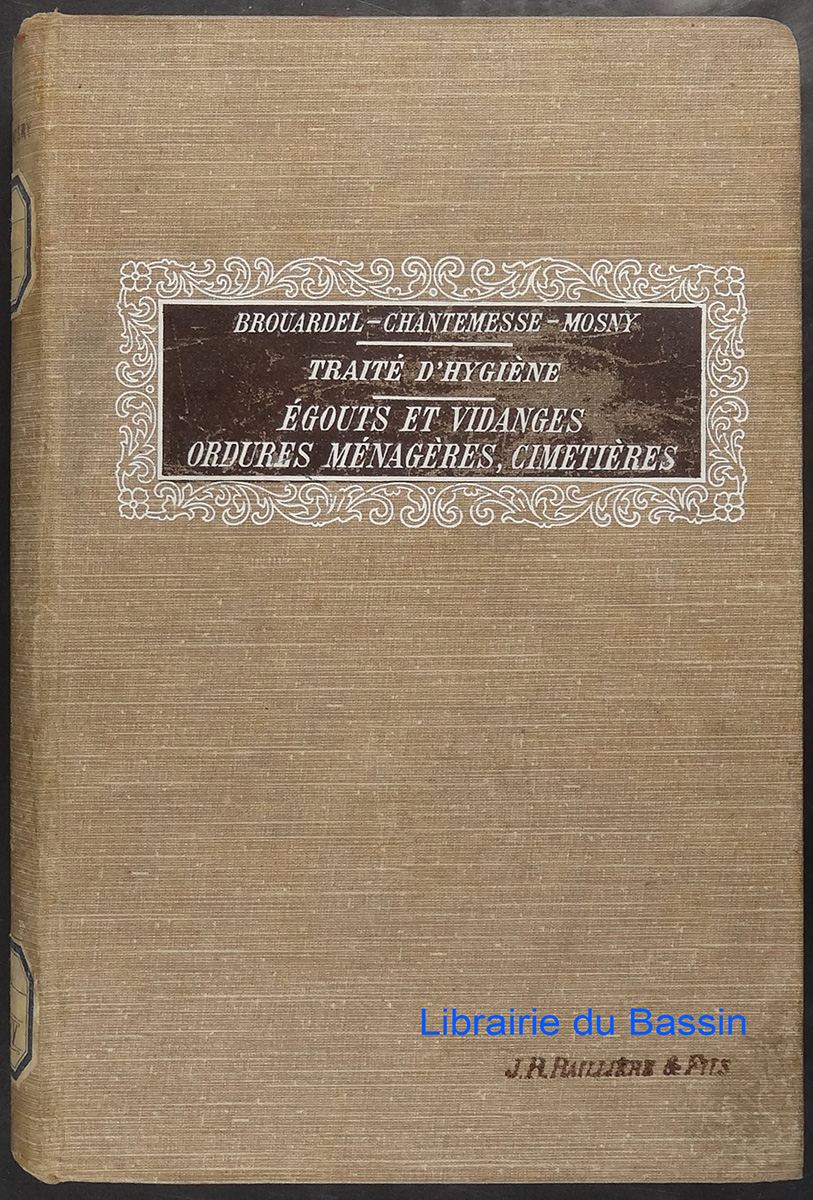 BROUARDEL-CHANTEMESSE-MOSNY
TRAITÉ D'HYGIÈNE
ÉGOUTS ET VIDANGES
ORDURES MÉNAGÈRES, CIMETIÈRES
Librairie du Bassin
J.B. BAILLIÈRE & FILS